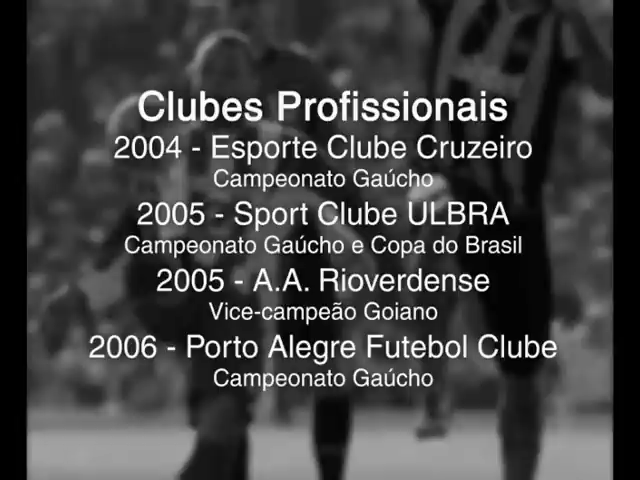 Clubes Profissionais
2004 - Esporte Clube Cruzeiro
Campeonato Gaúcho
2005 - Sport Clube ULBRA
Campeonato Gaúcho e Copa do Brasil
2005 - A.A. Rioverdense
Vice-campeão Goiano
2006 - Porto Alegre Futebol Clube
Campeonato Gaúcho